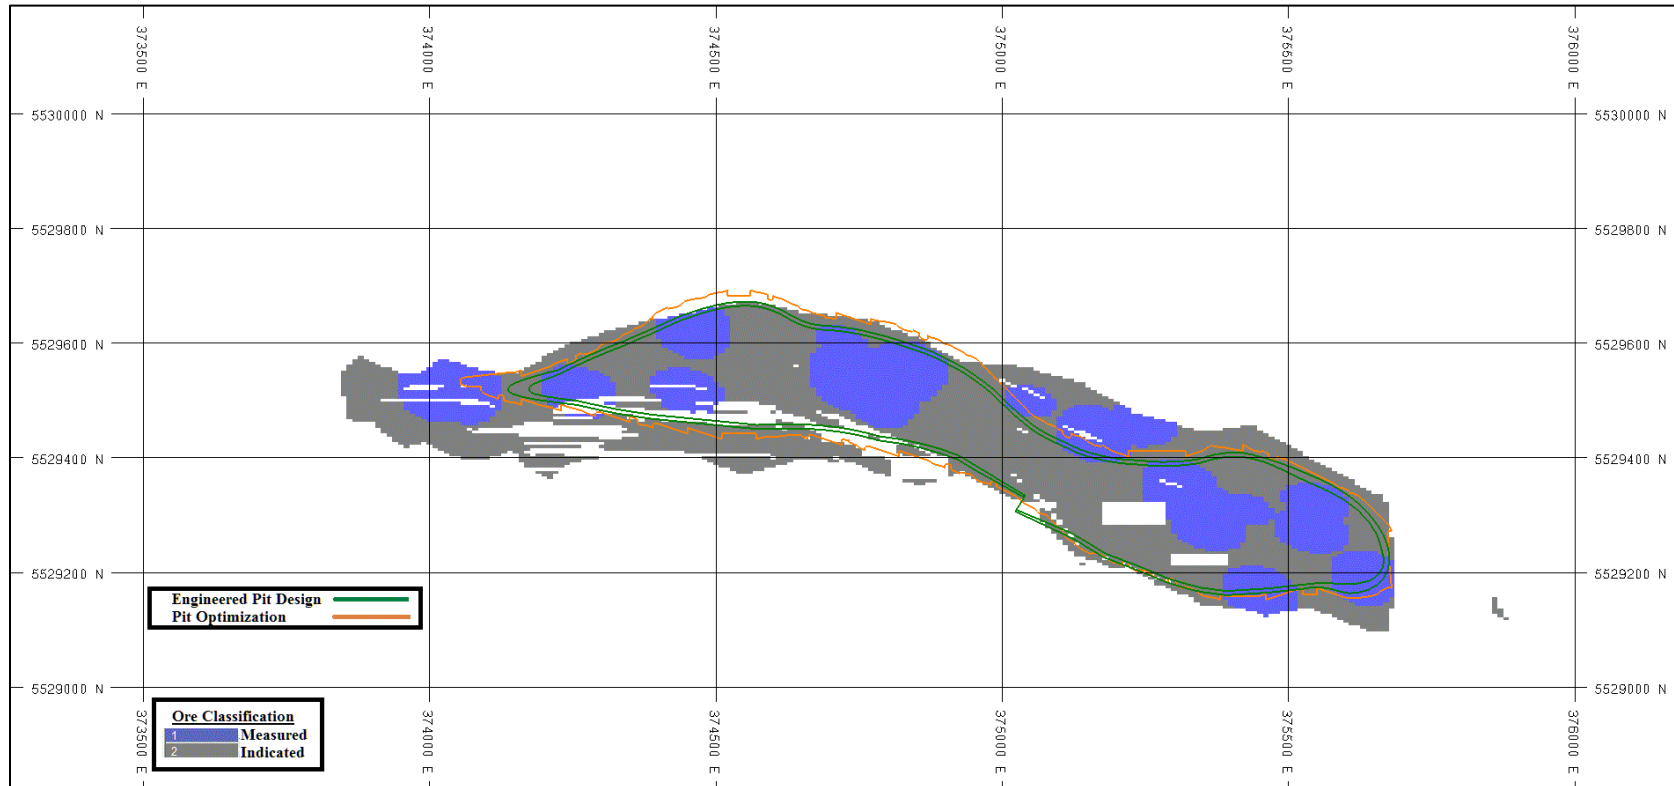 373500 E
374000 E
374500 E
375000 E
375500 E
376000 E
5530000 N
5530000 N
5529800 N
5529800 N
5529600 N
5529600 N
5529400 N
5529400 N
5529200 N
5529200 N
Engineered Pit Design
Pit Optimization
5529000 N
5529000 N
Ore Classification
1 Measured
2 Indicated
373500 E
374000 E
374500 E
375000 E
375500 E
376000 E